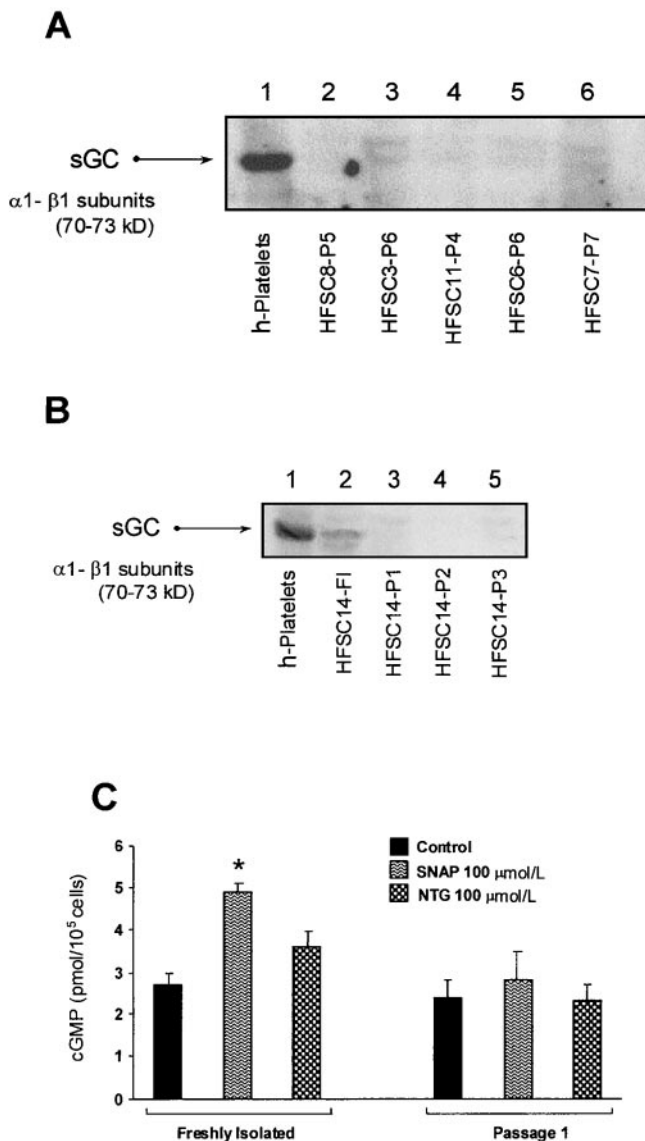 A
1 2 3 4 5 6
sGC
α1- β1 subunits
(70-73 kD)
h-Platelets
HFSC8-P5
HFSC3-P6
HFSC11-P4
HFSC6-P6
HFSC7-P7
B
1 2 3 4 5
sGC
α1- β1 subunits
(70-73 kD)
h-Platelets
HFSC14-FI
HFSC14-P1
HFSC14-P2
HFSC14-P3
C
cGMP (pmol/10⁵ cells)
6
5
4
3
2
1
0
*
Control
SNAP 100 μmol/L
NTG 100 μmol/L
Freshly Isolated
Passage 1